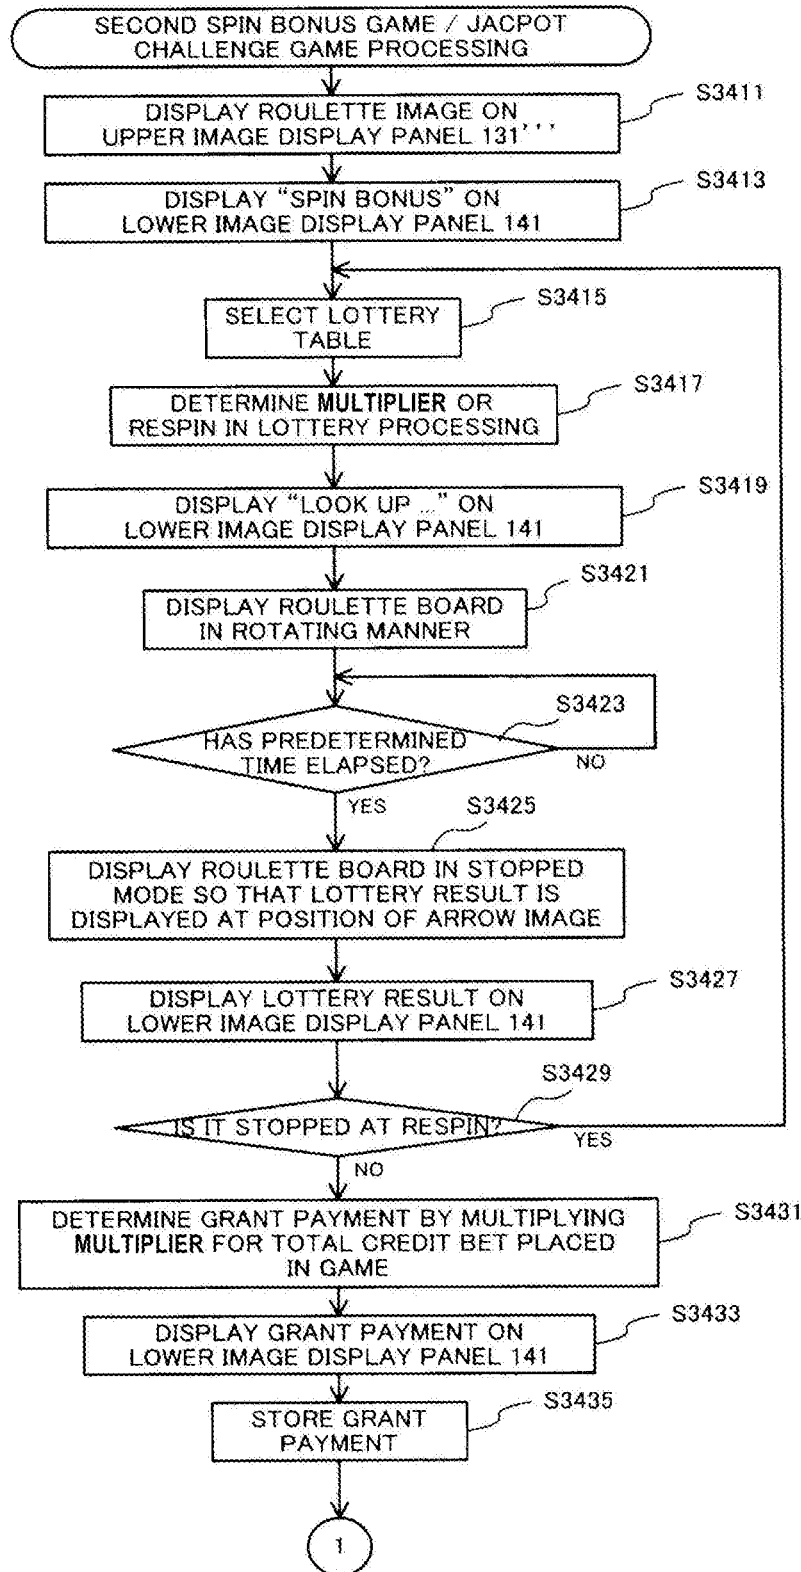 SECOND SPIN BONUS GAME / JACPOT
CHALLENGE GAME PROCESSING
S3411
DISPLAY ROULETTE IMAGE ON
UPPER IMAGE DISPLAY PANEL 131'''
S3413
DISPLAY “SPIN BONUS” ON
LOWER IMAGE DISPLAY PANEL 141
S3415
SELECT LOTTERY
TABLE
S3417
DETERMINE MULTIPLIER OR
RESPIN IN LOTTERY PROCESSING
S3419
DISPLAY “LOOK UP ...” ON
LOWER IMAGE DISPLAY PANEL 141
S3421
DISPLAY ROULETTE BOARD
IN ROTATING MANNER
S3423
HAS PREDETERMINED
TIME ELAPSED?
NO
YES
S3425
DISPLAY ROULETTE BOARD IN STOPPED
MODE SO THAT LOTTERY RESULT IS
DISPLAYED AT POSITION OF ARROW IMAGE
S3427
DISPLAY LOTTERY RESULT ON
LOWER IMAGE DISPLAY PANEL 141
S3429
IS IT STOPPED AT RESPIN?
YES
NO
S3431
DETERMINE GRANT PAYMENT BY MULTIPLYING
MULTIPLIER FOR TOTAL CREDIT BET PLACED
IN GAME
S3433
DISPLAY GRANT PAYMENT ON
LOWER IMAGE DISPLAY PANEL 141
S3435
STORE GRANT
PAYMENT
1